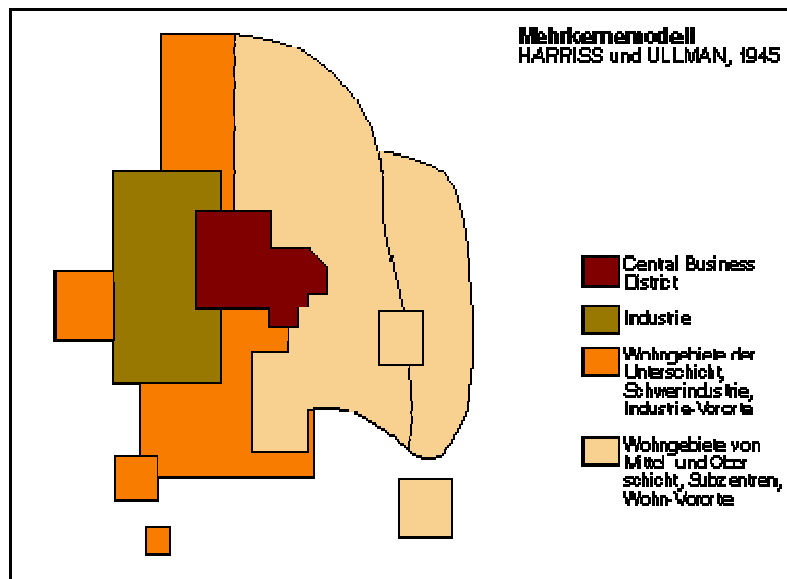 Mehrkernemodell
HARRISS und ULLMAN, 1945
Central Business
District
Industrie
Wohngebiete der
Unterschicht,
Schwerindustrie,
Industrie-Vororte
Wohngebiete von
Mittel- und Ober
schicht, Subzentren,
Wohn-Vororte